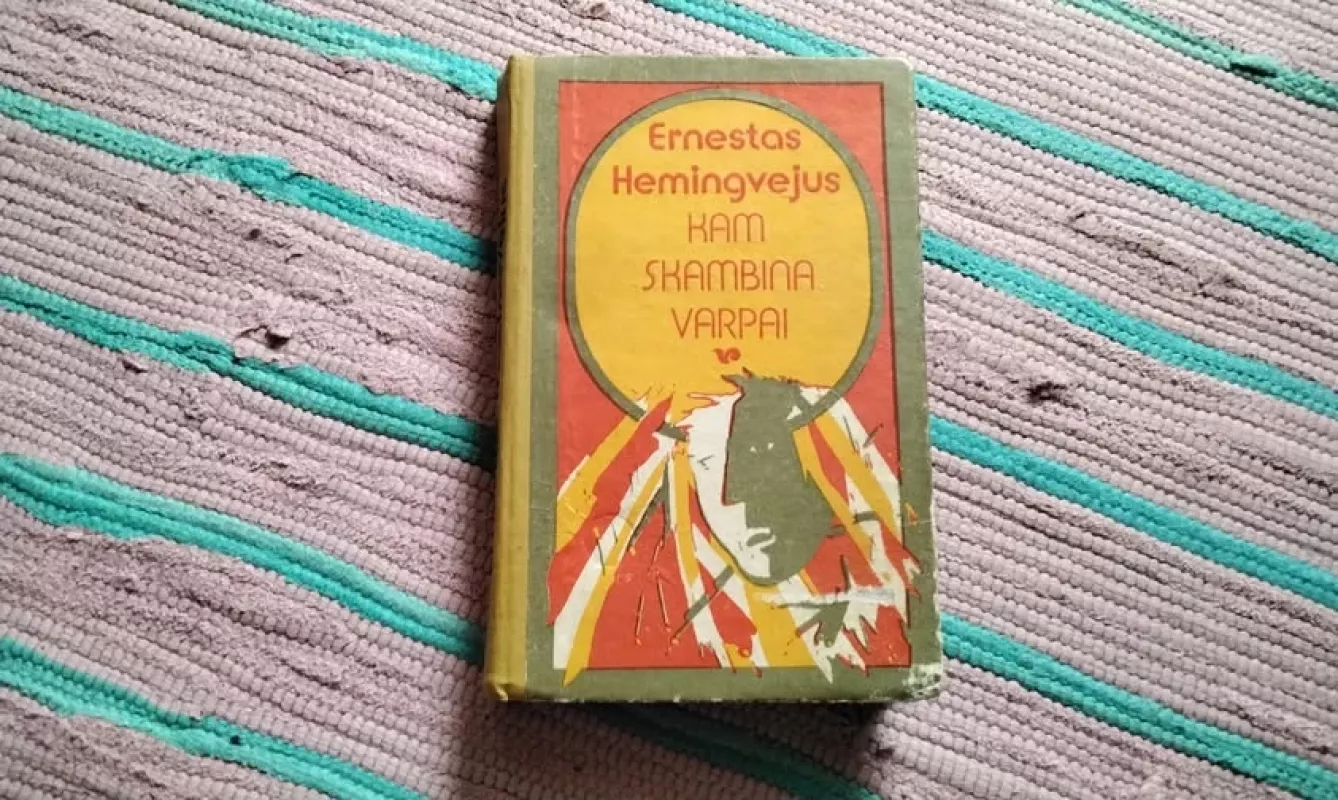 Ernestas
Hemingvejus
KAM
SKAMBINA
VARPAI